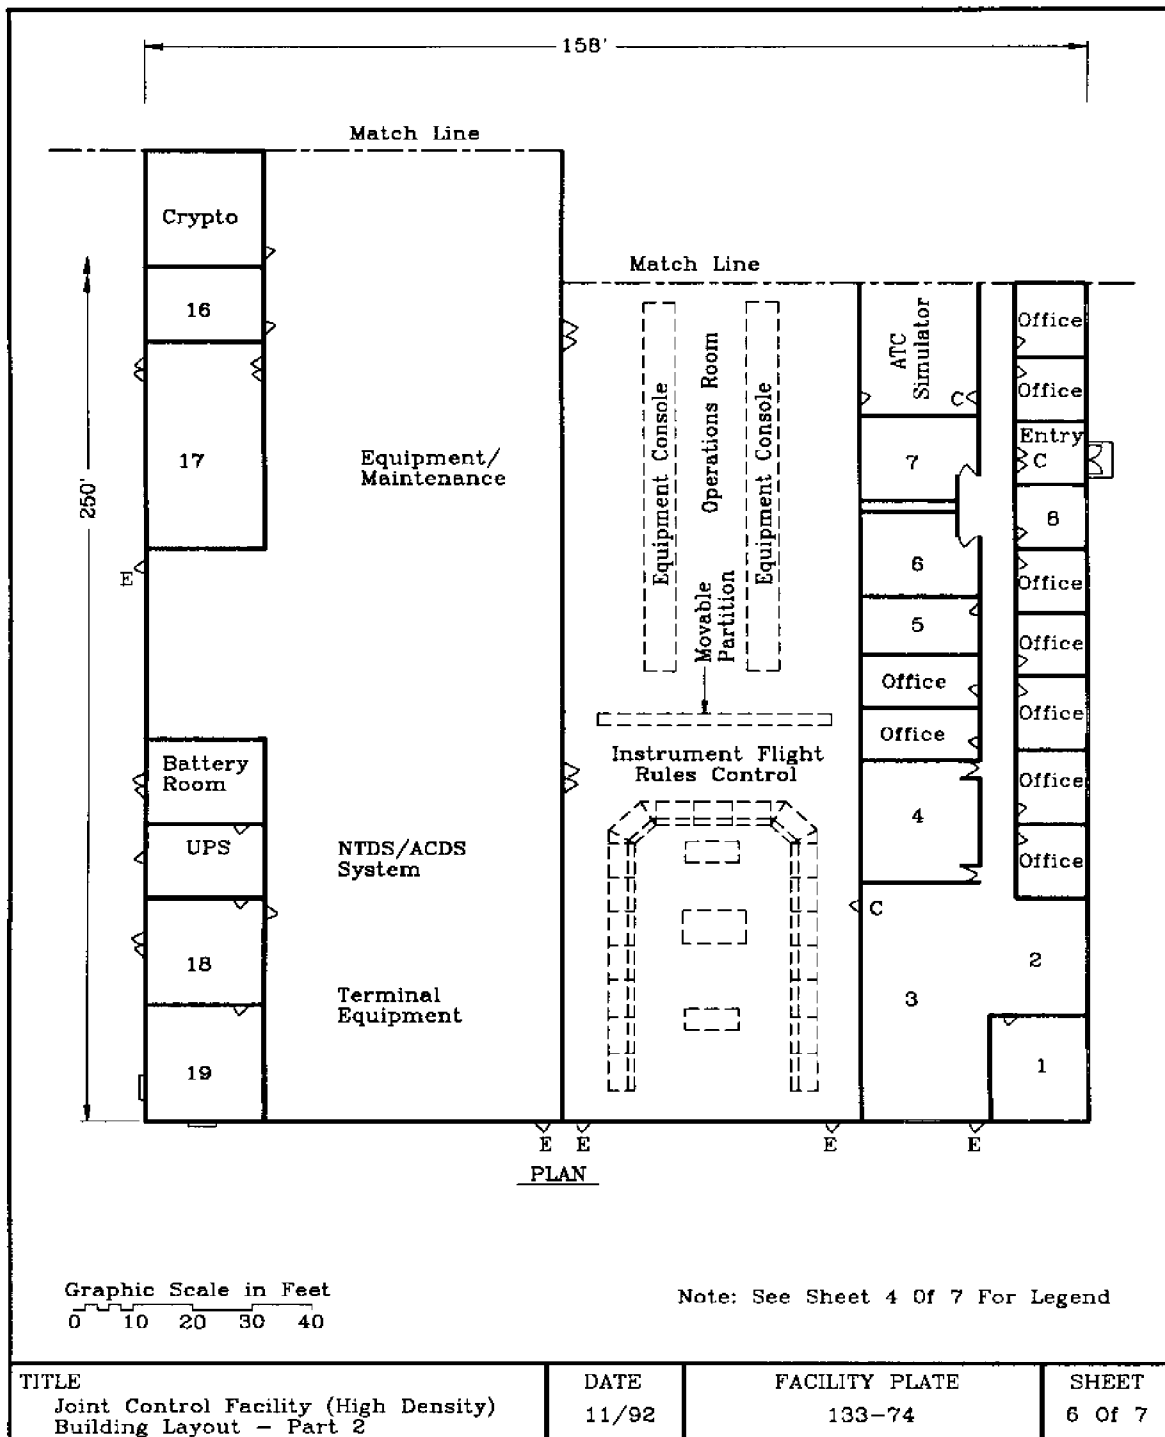 158'
Match Line
Crypto
Match Line
16
Office
ATC
Simulator
Operations Room
Equipment Console
Equipment Console
Office
C
Entry
C
17
Equipment/
Maintenance
7
250'
8
6
E
Office
5
Movable
Partition
Office
Office
Office
Office
Instrument Flight
Rules Control
Battery
Room
Office
4
UPS
NTDS/ACDS
System
Office
C
18
2
3
Terminal
Equipment
19
1
E
E
E
E
PLAN
Graphic Scale in Feet
0 10 20 30 40
Note: See Sheet 4 Of 7 For Legend
TITLE
Joint Control Facility (High Density)
Building Layout - Part 2
DATE
11/92
FACILITY PLATE
133-74
SHEET
6 Of 7